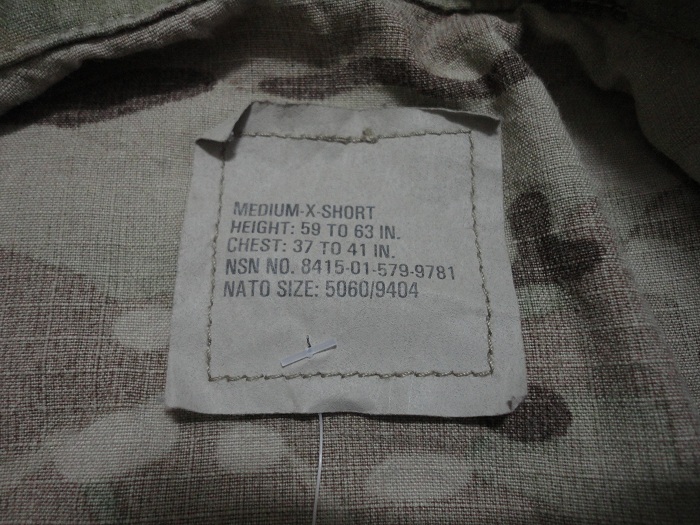 MEDIUM-X-SHORT
HEIGHT: 59 TO 63 IN.
CHEST: 37 TO 41 IN.
NSN NO. 8415-01-579-9781
NATO SIZE: 5060/9404